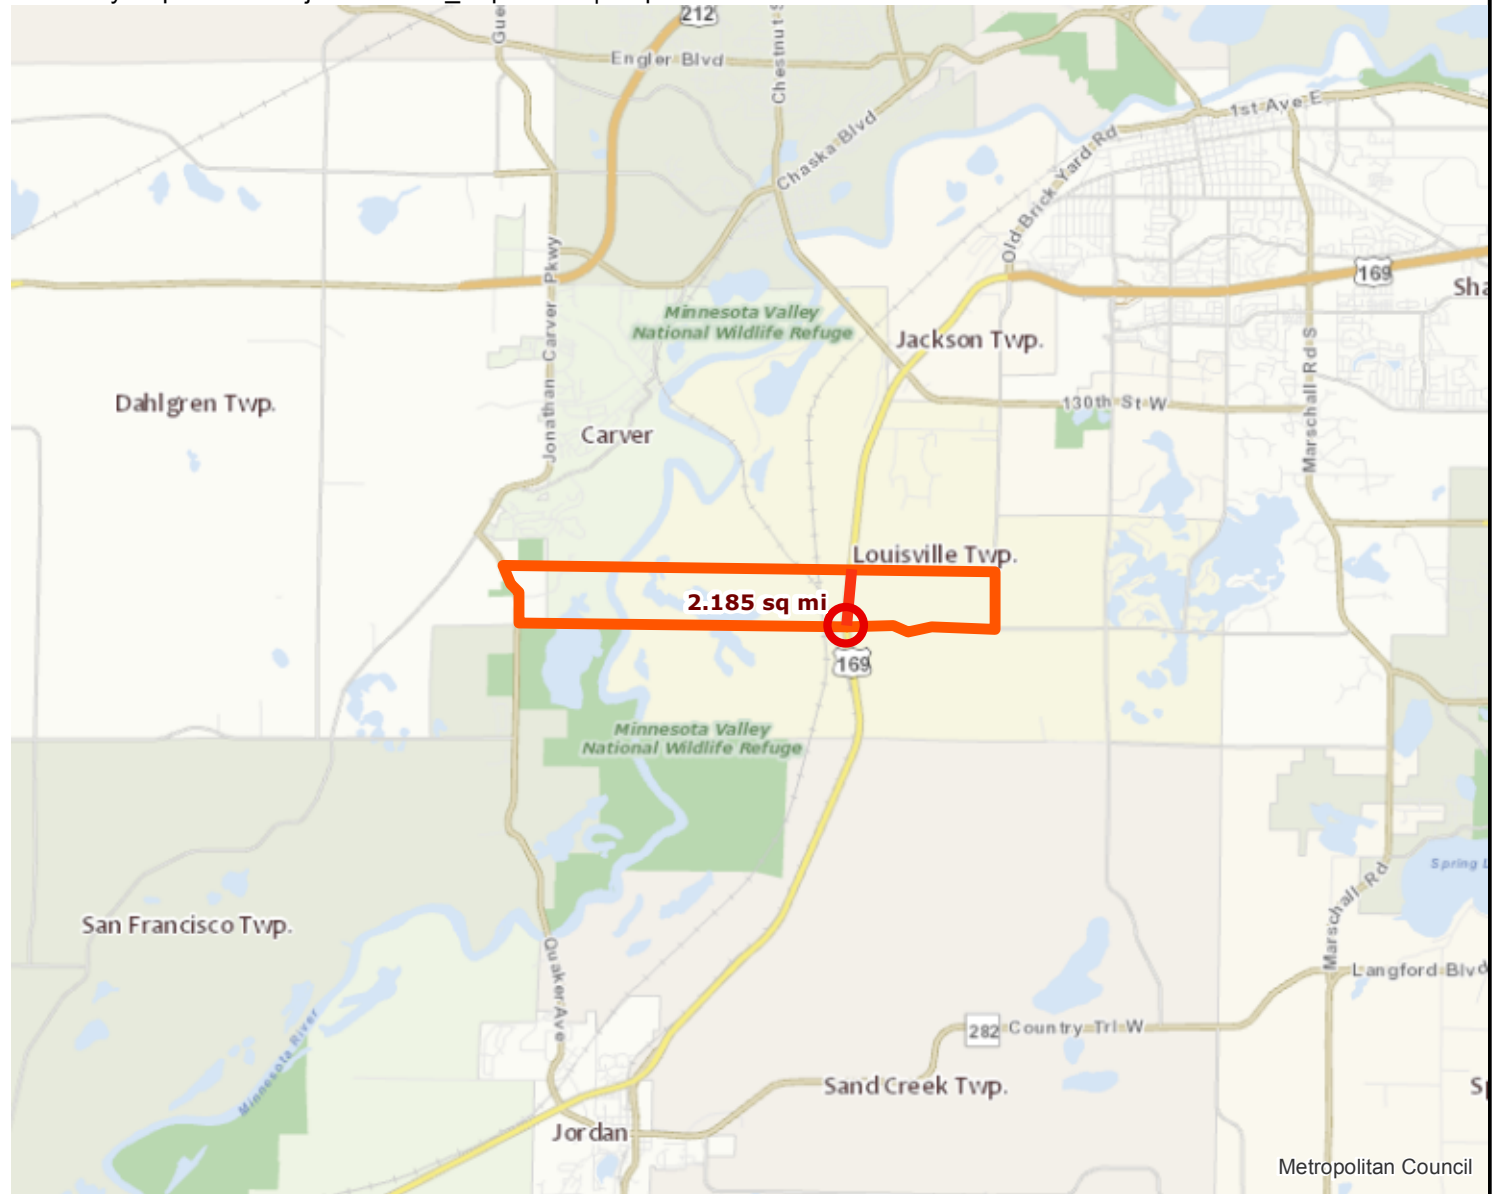 212
Engler Blvd
Chestnut S
Gue
Chaska Blvd
1st Ave E
Old Brick Yard Rd
169
Sha
Jonathan Carver Pkwy
Minnesota Valley
National Wildlife Refuge
Jackson Twp.
Marschall Rd S
Dahlgren Twp.
130th St W
Carver
Louisville Twp.
2.185 sq mi
169
Minnesota Valley
National Wildlife Refuge
Spring L
San Francisco Twp.
Marschall Rd
Quaker Ave
Langford Blvd
Minnesota River
282
Country Trl W
Sand Creek Twp.
Sp
Jordan
Metropolitan Council